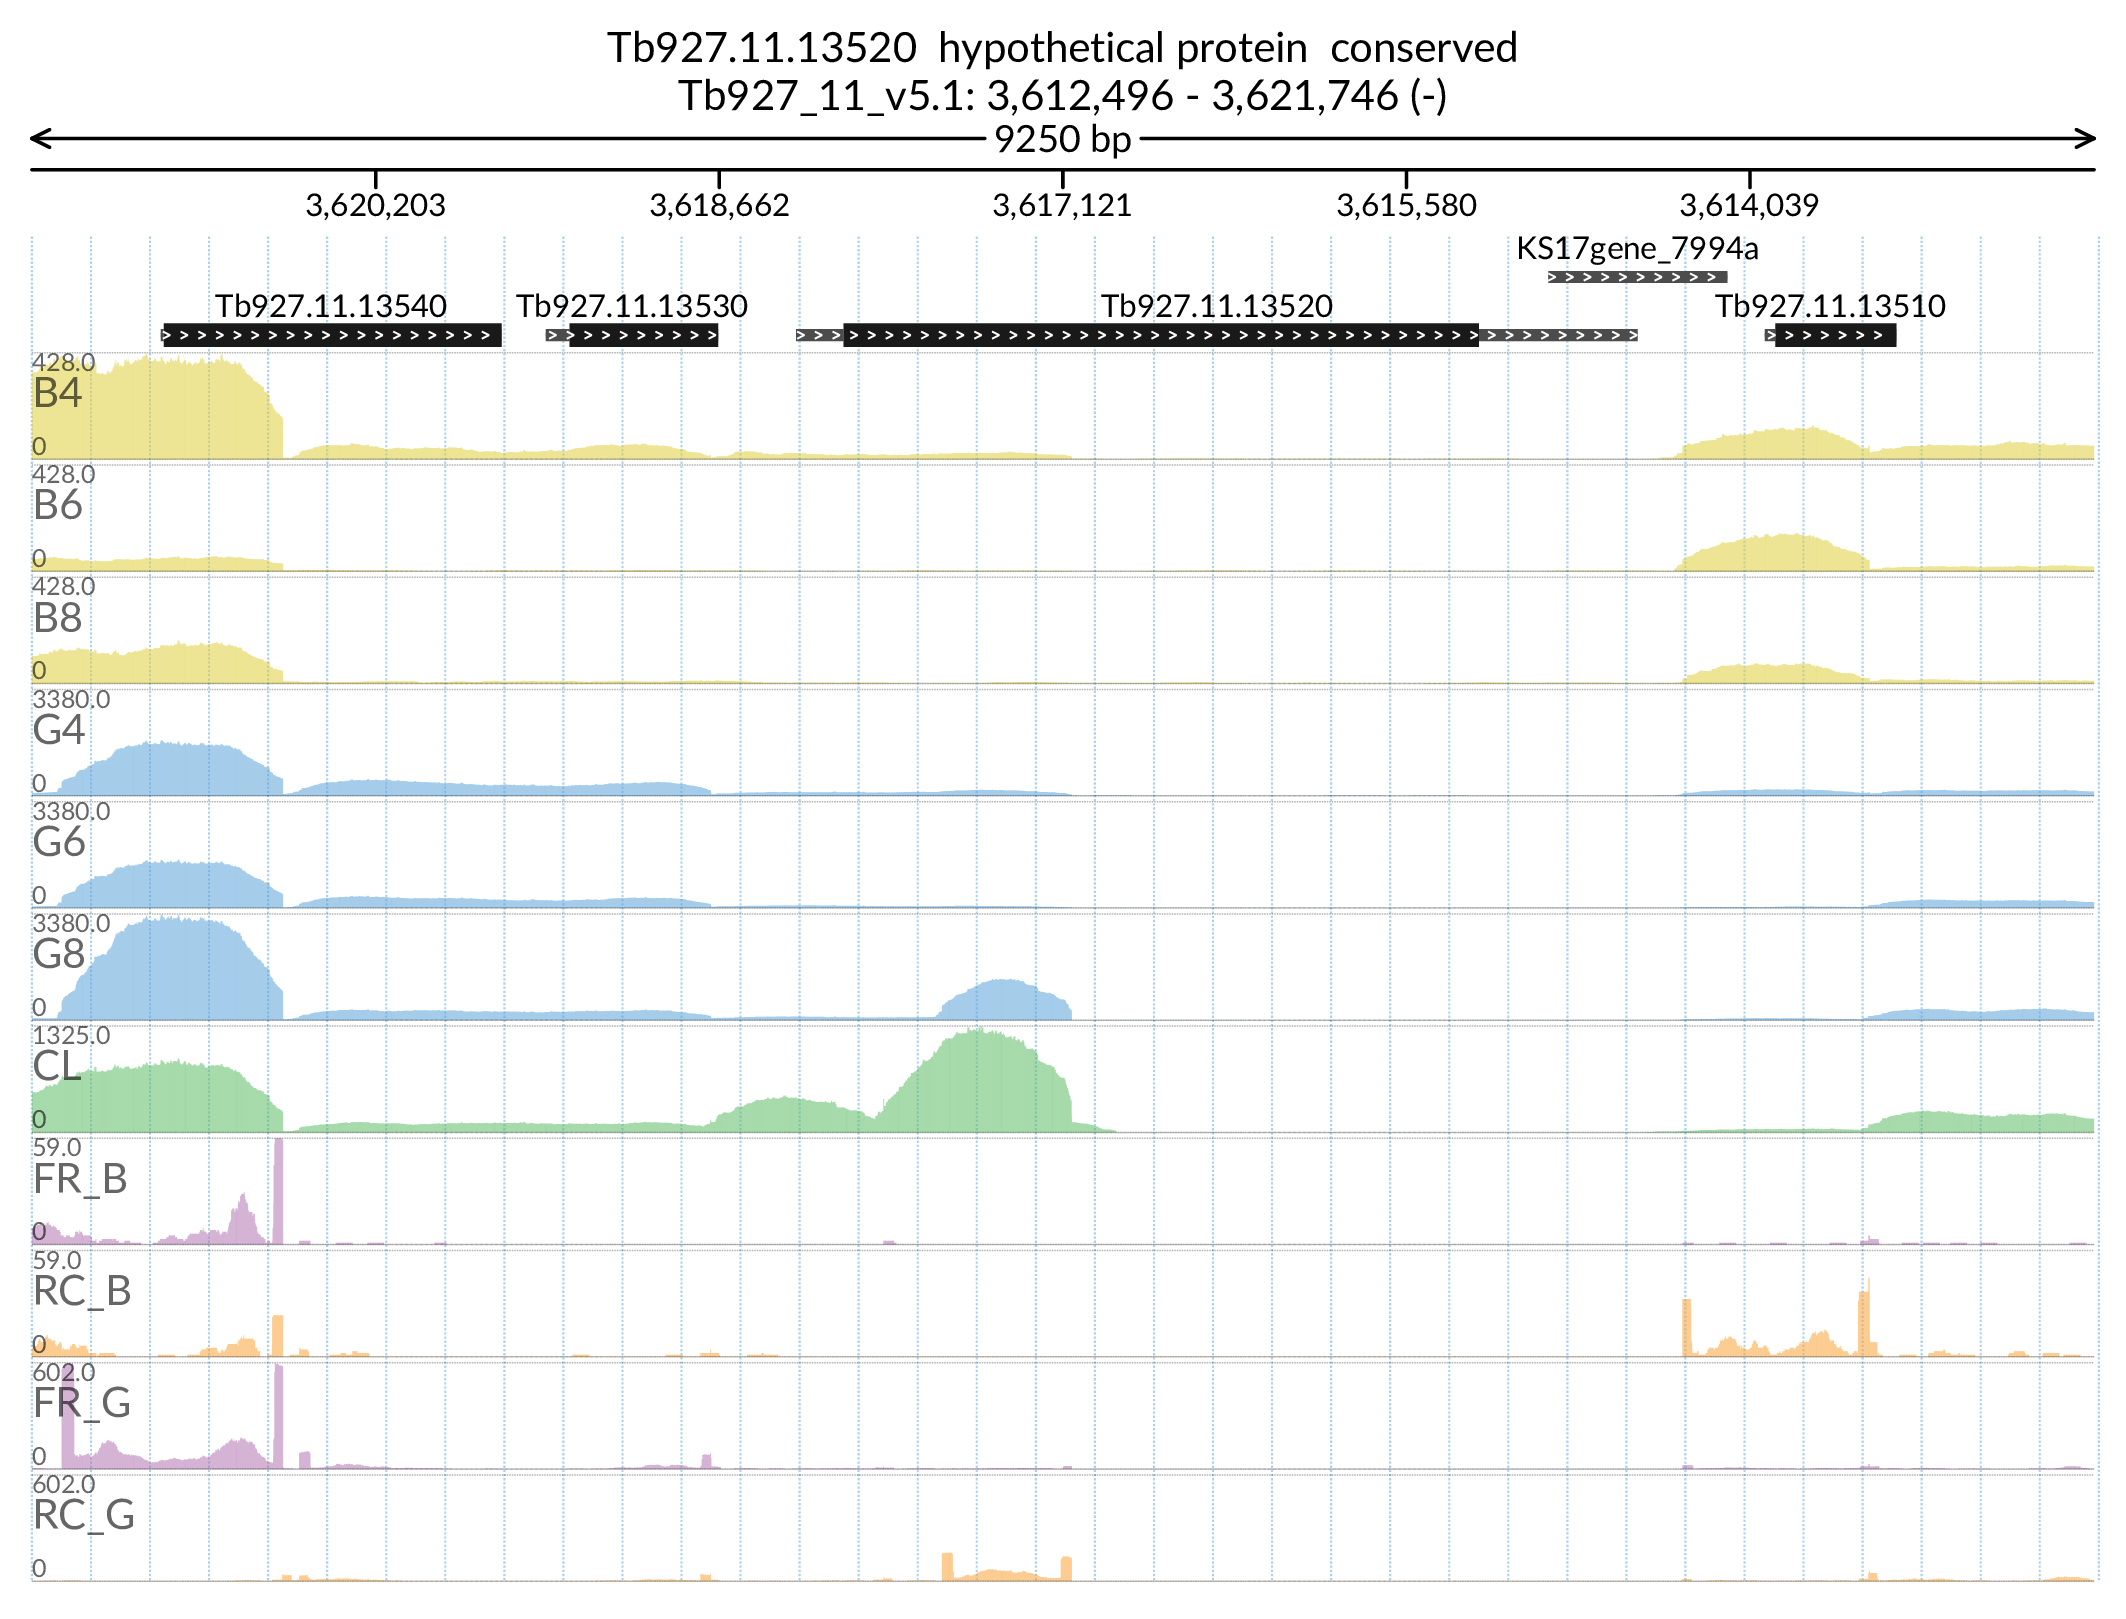 Tb927.11.13520  hypothetical protein  conserved
Tb927_11_v5.1: 3,612,496 - 3,621,746 (-)
9250 bp
3,620,203 3,618,662 3,617,121 3,615,580 3,614,039
KS17gene_7994a
Tb927.11.13540 Tb927.11.13530 Tb927.11.13520 Tb927.11.13510
428.0
B4
0
428.0
B6
0
428.0
B8
0
3380.0
G4
0
3380.0
G6
0
3380.0
G8
0
1325.0
CL
0
59.0
FR_B
0
59.0
RC_B
0
602.0
FR_G
0
602.0
RC_G
0